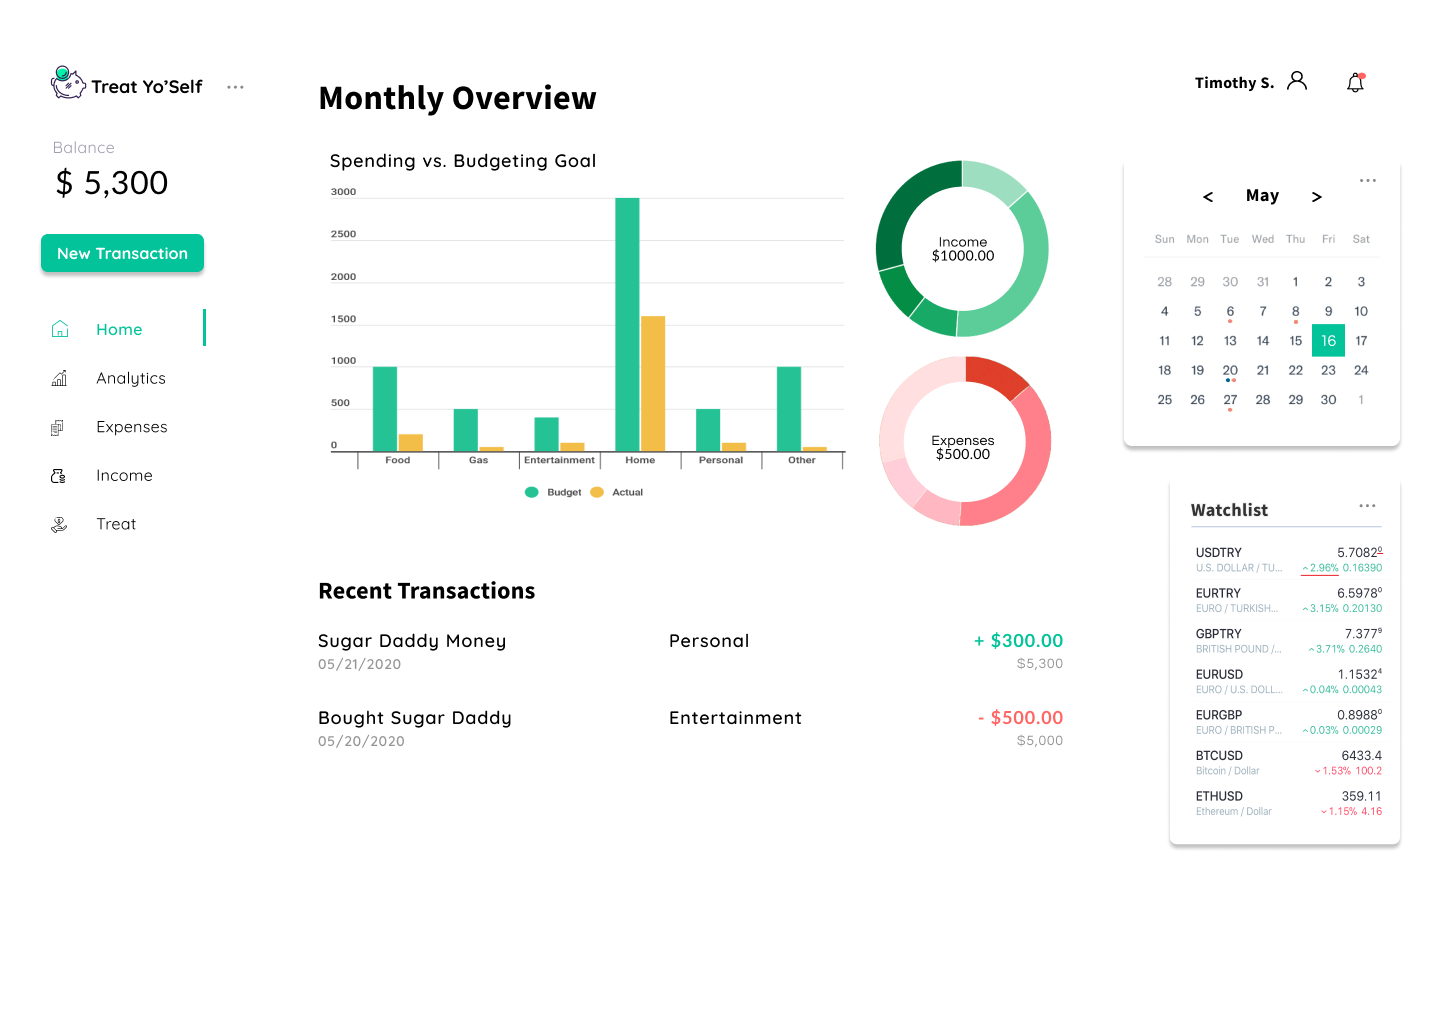 Treat Yo'Self
Balance
$ 5,300
New Transaction
Home
Analytics
Expenses
Income
Treat
Monthly Overview
Timothy S.
Spending vs. Budgeting Goal
3000
2500
2000
1500
1000
500
0
Food Gas Entertainment Home Personal Other
Budget Actual
Income
$1000.00
Expenses
$500.00
< May >
Sun Mon Tue Wed Thu Fri Sat
28 29 30 31 1 2 3
4 5 6 7 8 9 10
11 12 13 14 15 16 17
18 19 20 21 22 23 24
25 26 27 28 29 30 1
Recent Transactions
Sugar Daddy Money Personal + $300.00
05/21/2020 $5,300
Bought Sugar Daddy Entertainment - $500.00
05/20/2020 $5,000
Watchlist
USDTRY 5.7082⁰
U.S. DOLLAR / TU... 2.96% 0.16390
EURTRY 6.5978⁰
EURO / TURKISH... 3.15% 0.20130
GBPTRY 7.377⁹
BRITISH POUND /... 3.71% 0.2640
EURUSD 1.1532⁴
EURO / U.S. DOLL... 0.04% 0.00043
EURGBP 0.8988⁰
EURO / BRITISH P... 0.03% 0.00029
BTCUSD 6433.4
Bitcoin / Dollar 1.53% 100.2
ETHUSD 359.11
Ethereum / Dollar 1.15% 4.16